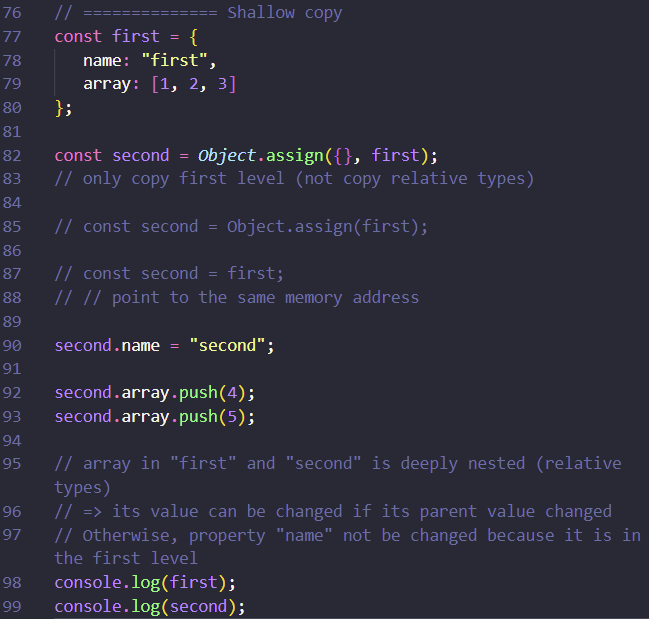 76 // ============== Shallow copy
77 const first = {
78 name: "first",
79 array: [1, 2, 3]
80 };
81
82 const second = Object.assign({}, first);
83 // only copy first level (not copy relative types)
84
85 // const second = Object.assign(first);
86
87 // const second = first;
88 // // point to the same memory address
89
90 second.name = "second";
91
92 second.array.push(4);
93 second.array.push(5);
94
95 // array in "first" and "second" is deeply nested (relative
types)
96 // => its value can be changed if its parent value changed
97 // Otherwise, property "name" not be changed because it is in
the first level
98 console.log(first);
99 console.log(second);